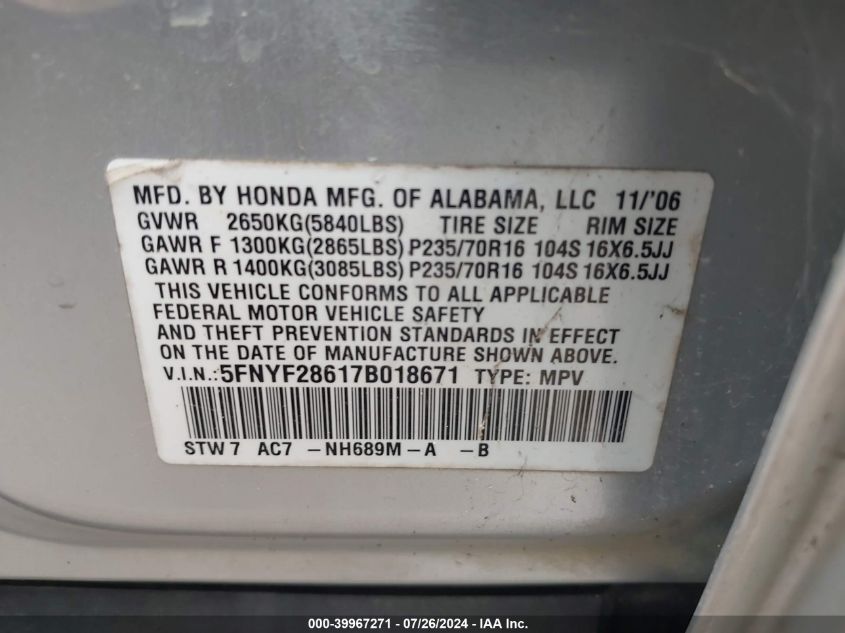 MFD. BY HONDA MFG. OF ALABAMA, LLC 11/'06
GVWR 2650KG(5840LBS) TIRE SIZE RIM SIZE
GAWR F 1300KG(2865LBS) P235/70R16 104S 16X6.5JJ
GAWR R 1400KG(3085LBS) P235/70R16 104S 16X6.5JJ
THIS VEHICLE CONFORMS TO ALL APPLICABLE
FEDERAL MOTOR VEHICLE SAFETY
AND THEFT PREVENTION STANDARDS IN EFFECT
ON THE DATE OF MANUFACTURE SHOWN ABOVE.
V.I.N.:5FNYF28617B018671 TYPE: MPV
STW7 AC7 -NH689M-A -B
000-39967271 - 07/26/2024 - IAA Inc.